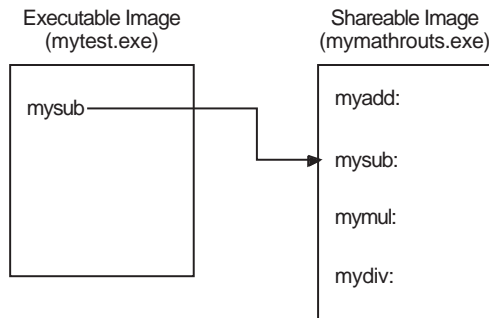 Executable Image
(mytest.exe)
mysub
Shareable Image
(mymathrouts.exe)
myadd:
mysub:
mymul:
mydiv: